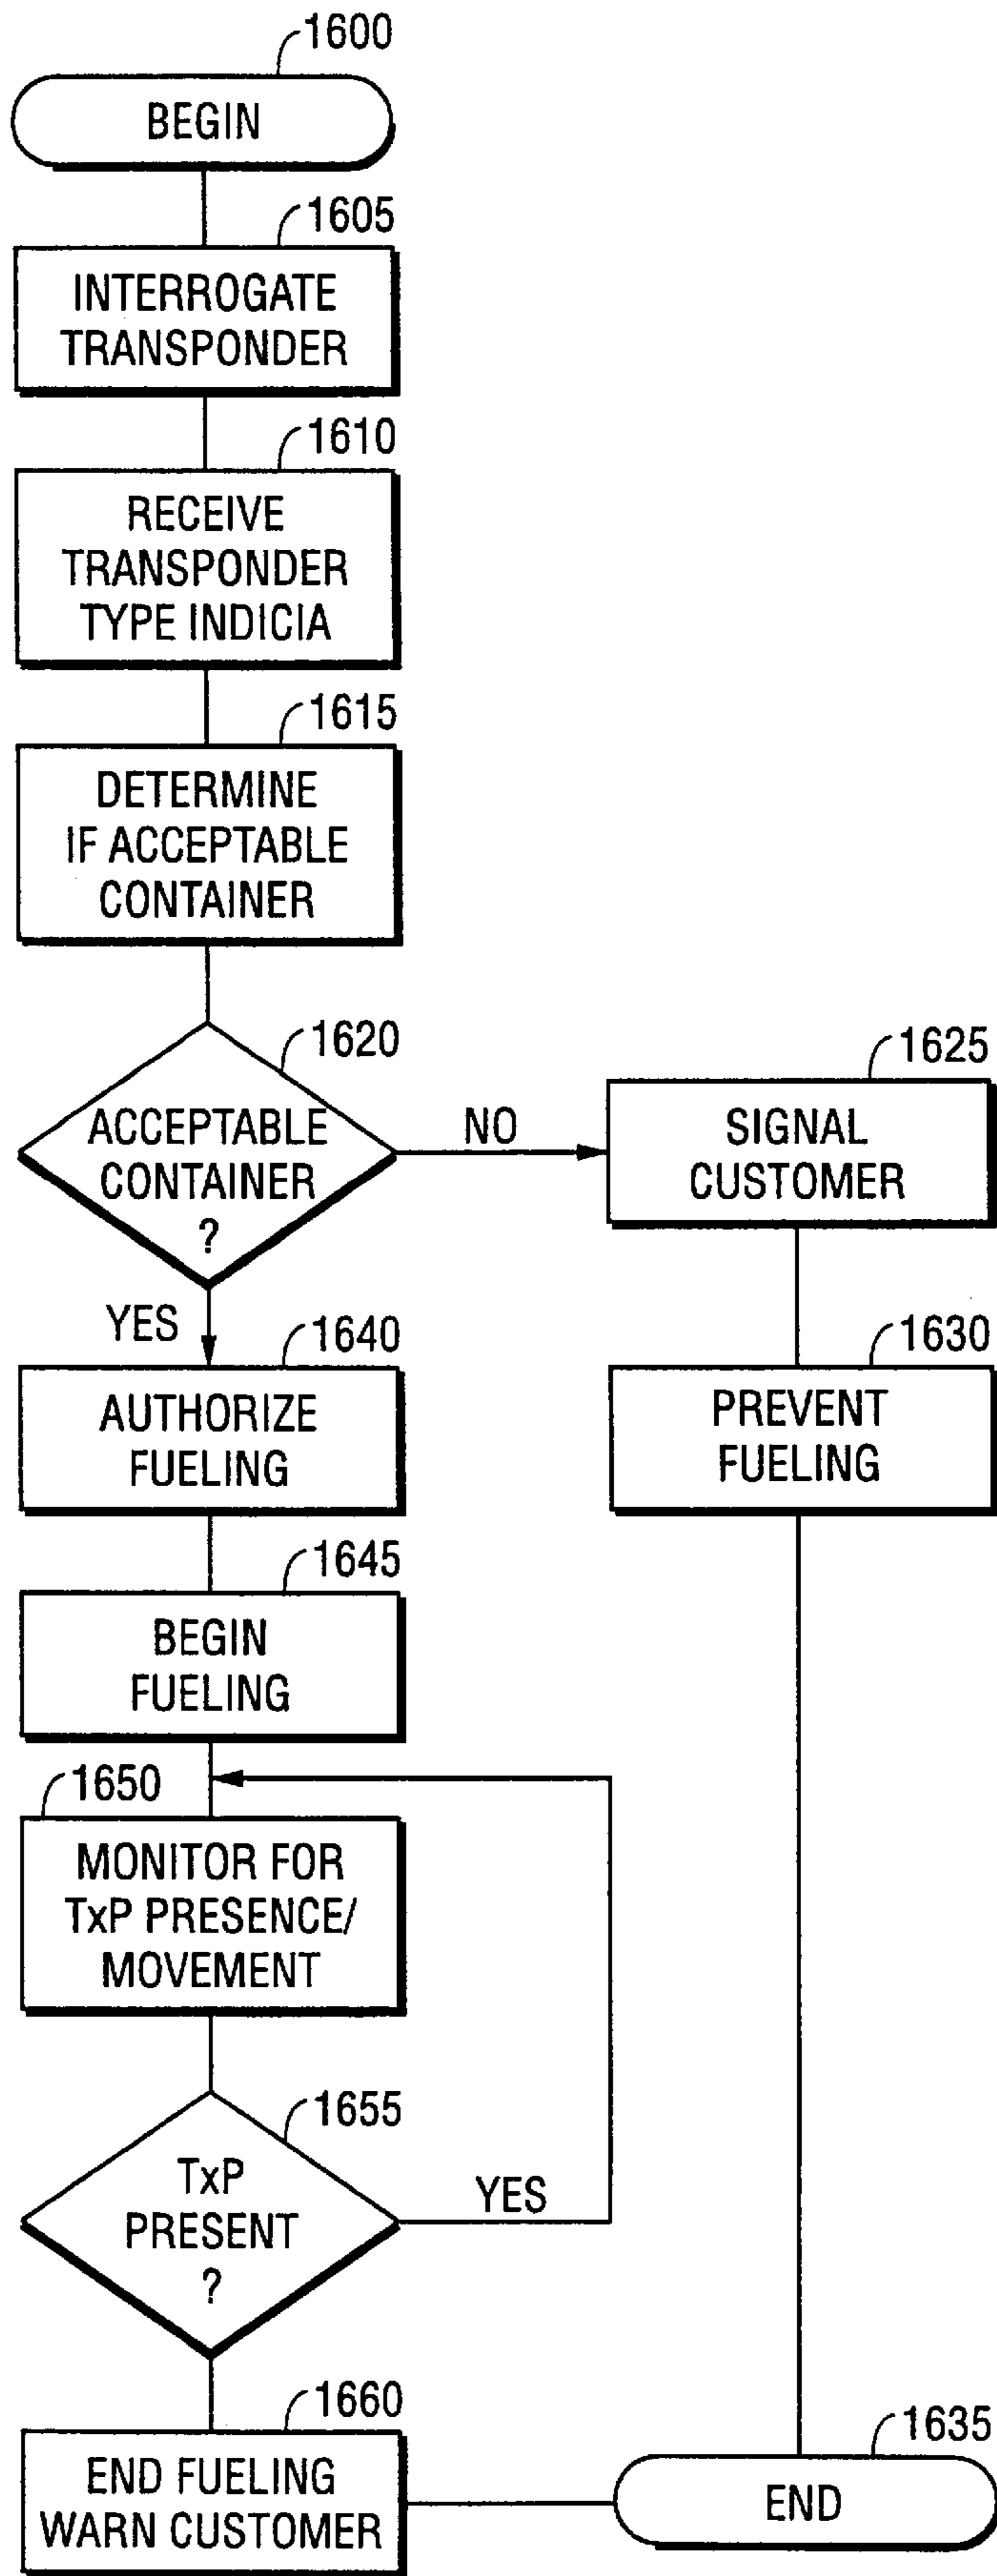 1600
BEGIN
1605
INTERROGATE
TRANSPONDER
1610
RECEIVE
TRANSPONDER
TYPE INDICIA
1615
DETERMINE
IF ACCEPTABLE
CONTAINER
1620
ACCEPTABLE
CONTAINER
?
NO
1625
SIGNAL
CUSTOMER
YES
1640
AUTHORIZE
FUELING
1630
PREVENT
FUELING
1645
BEGIN
FUELING
1650
MONITOR FOR
TxP PRESENCE/
MOVEMENT
1655
TxP
PRESENT
?
YES
1660
END FUELING
WARN CUSTOMER
1635
END